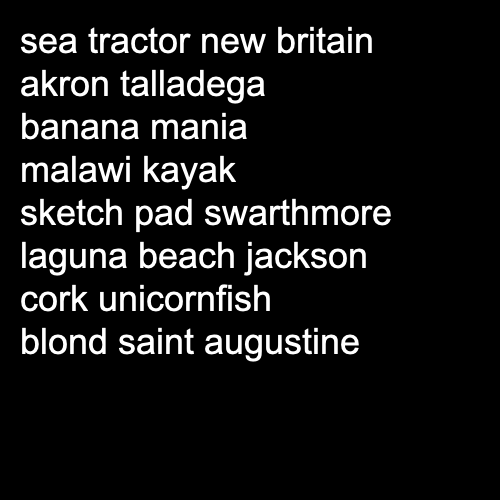 sea tractor new britain
akron talladega
banana mania
malawi kayak
sketch pad swarthmore
laguna beach jackson
cork unicornfish
blond saint augustine